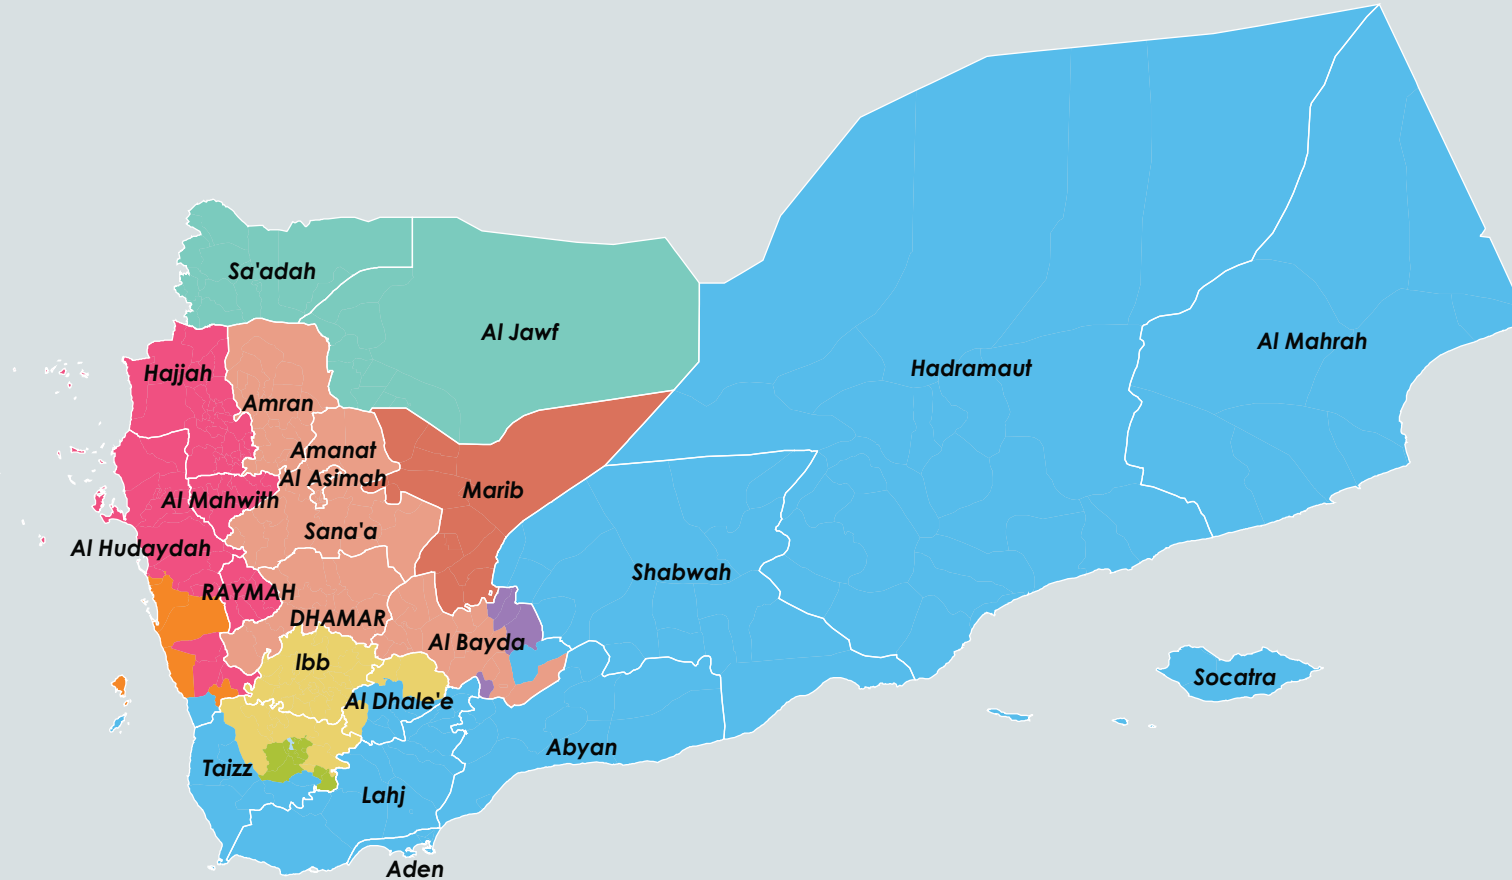 Sa'adah
Al Jawf
Al Mahrah
Hadramaut
Hajjah
Amran
Amanat
Al Asimah
Marib
Al Mahwith
Sana'a
Al Hudaydah
Shabwah
RAYMAH
DHAMAR
Al Bayda
Ibb
Socatra
Al Dhale'e
Abyan
Taizz
Lahj
Aden